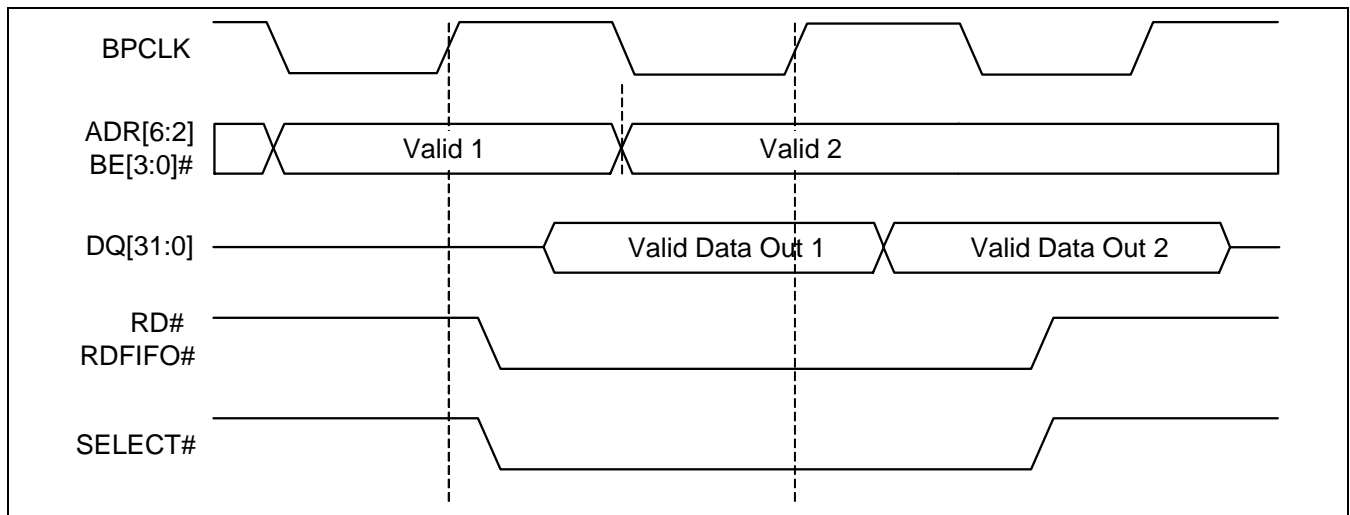 BPCLK
ADR[6:2]
BE[3:0]#
Valid 1
Valid 2
DQ[31:0]
Valid Data Out 1
Valid Data Out 2
RD#
RDFIFO#
SELECT#